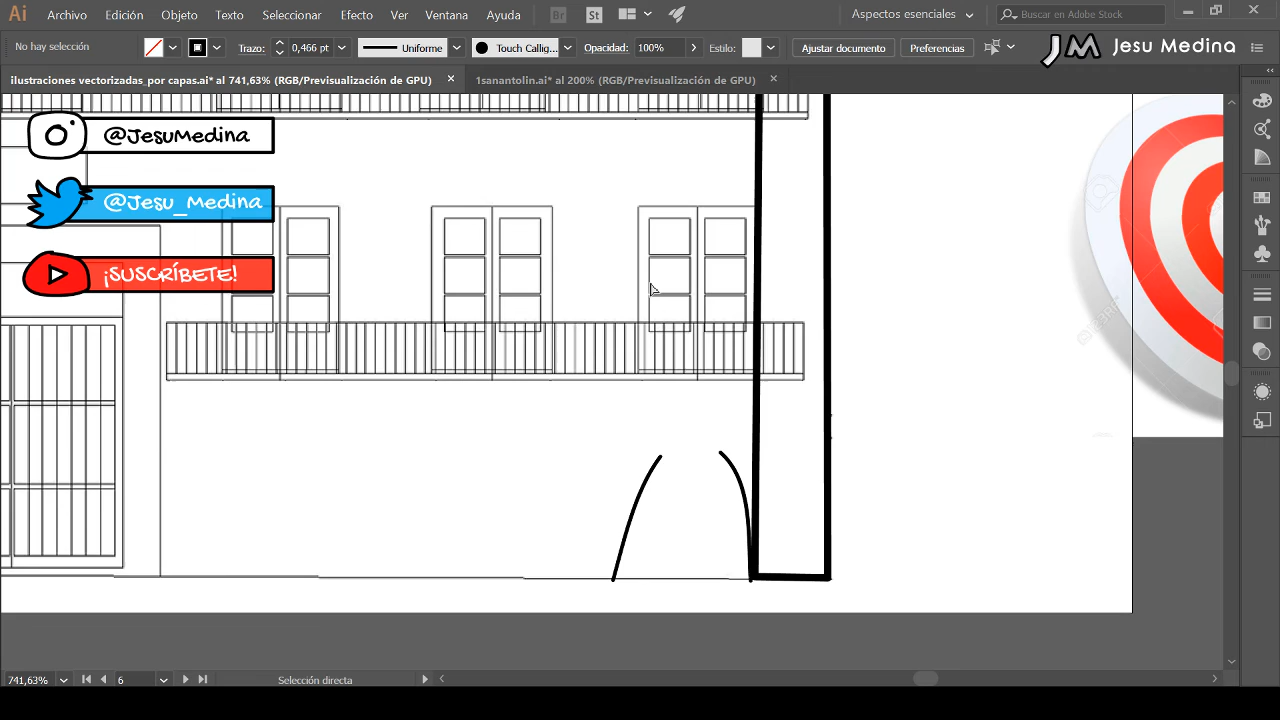 Ai Archivo Edición Objeto Texto Seleccionar Efecto Ver Ventana Ayuda Br St Aspectos esenciales Buscar en Adobe Stock
No hay selección Trazo: 0,466 pt Uniforme Touch Callig... Opacidad: 100% Estilo: Ajustar documento Preferencias JM Jesu Medina
ilustraciones vectorizadas_por capas.ai* al 741,63% (RGB/Previsualización de GPU) 1sanantolin.ai* al 200% (RGB/Previsualización de GPU)
@JesuMedina
@Jesu_Medina
¡SUSCRÍBETE!
741,63% 6 Selección directa